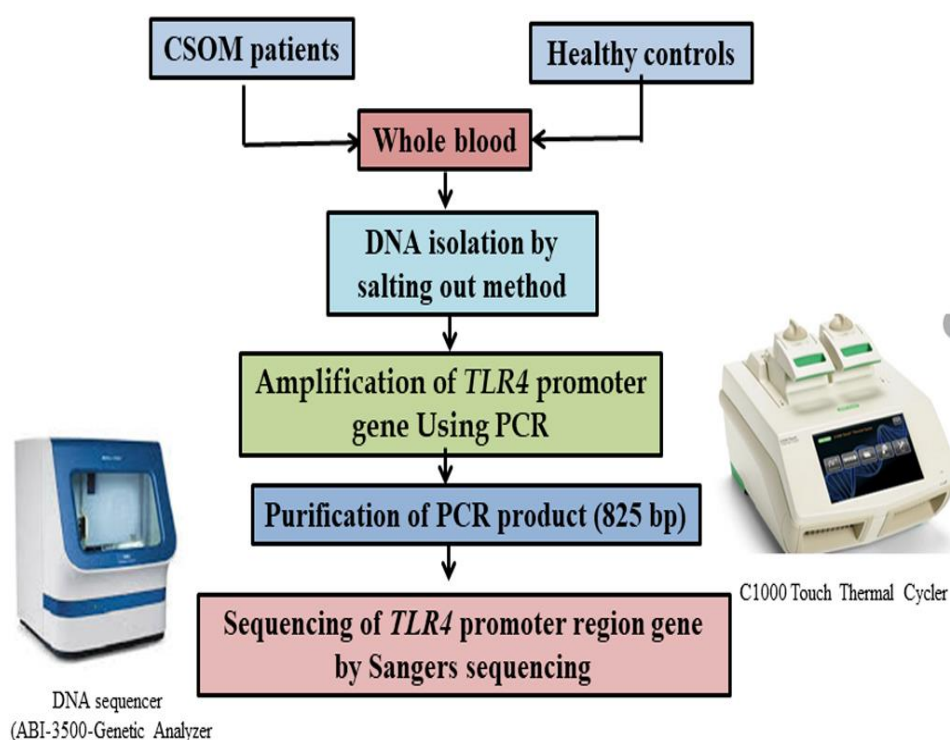 CSOM patients
Healthy controls
Whole blood
DNA isolation by
salting out method
Amplification of TLR4 promoter
gene Using PCR
Purification of PCR product (825 bp)
C1000 Touch Thermal Cycler
Sequencing of TLR4 promoter region gene
by Sangers sequencing
DNA sequencer
(ABI-3500-Genetic Analyzer